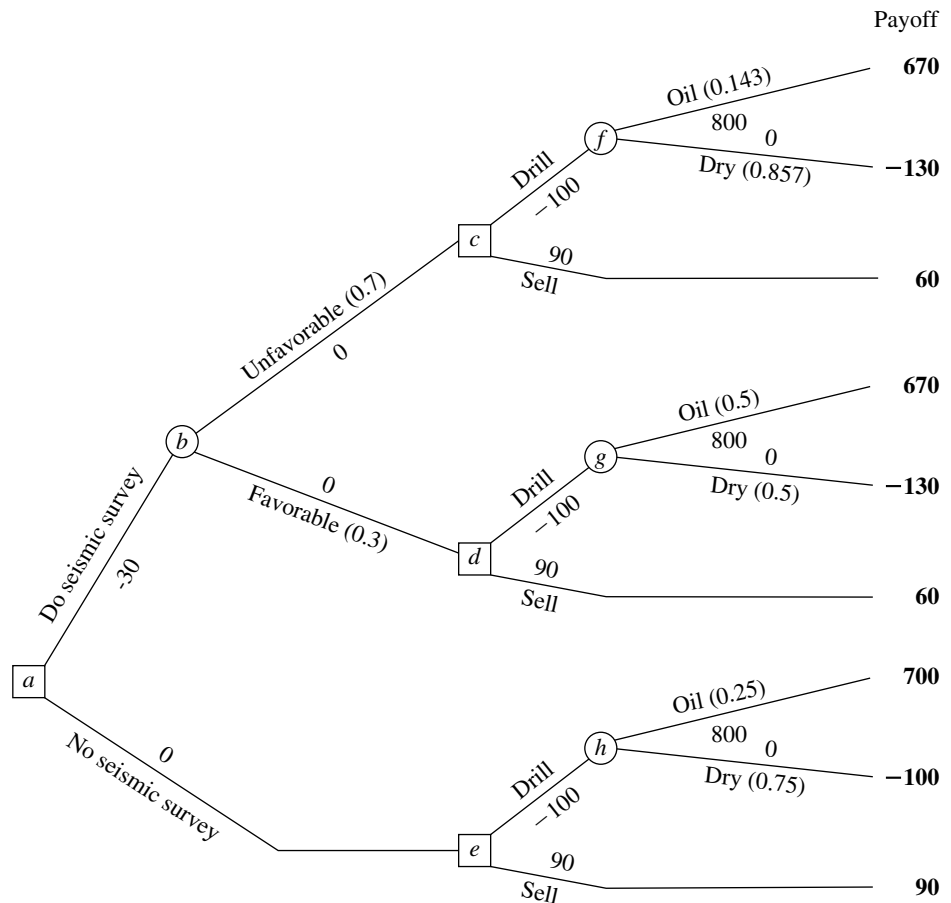 Payoff
670
Oil (0.143)
800
0
f
Dry (0.857)
−130
Drill
−100
c
90
Sell
60
Unfavorable (0.7)
0
670
Oil (0.5)
800
0
g
Dry (0.5)
−130
Drill
−100
b
0
Favorable (0.3)
d
90
Sell
60
Do seismic survey
-30
a
700
Oil (0.25)
800
0
h
Dry (0.75)
−100
Drill
−100
0
No seismic survey
e
90
Sell
90